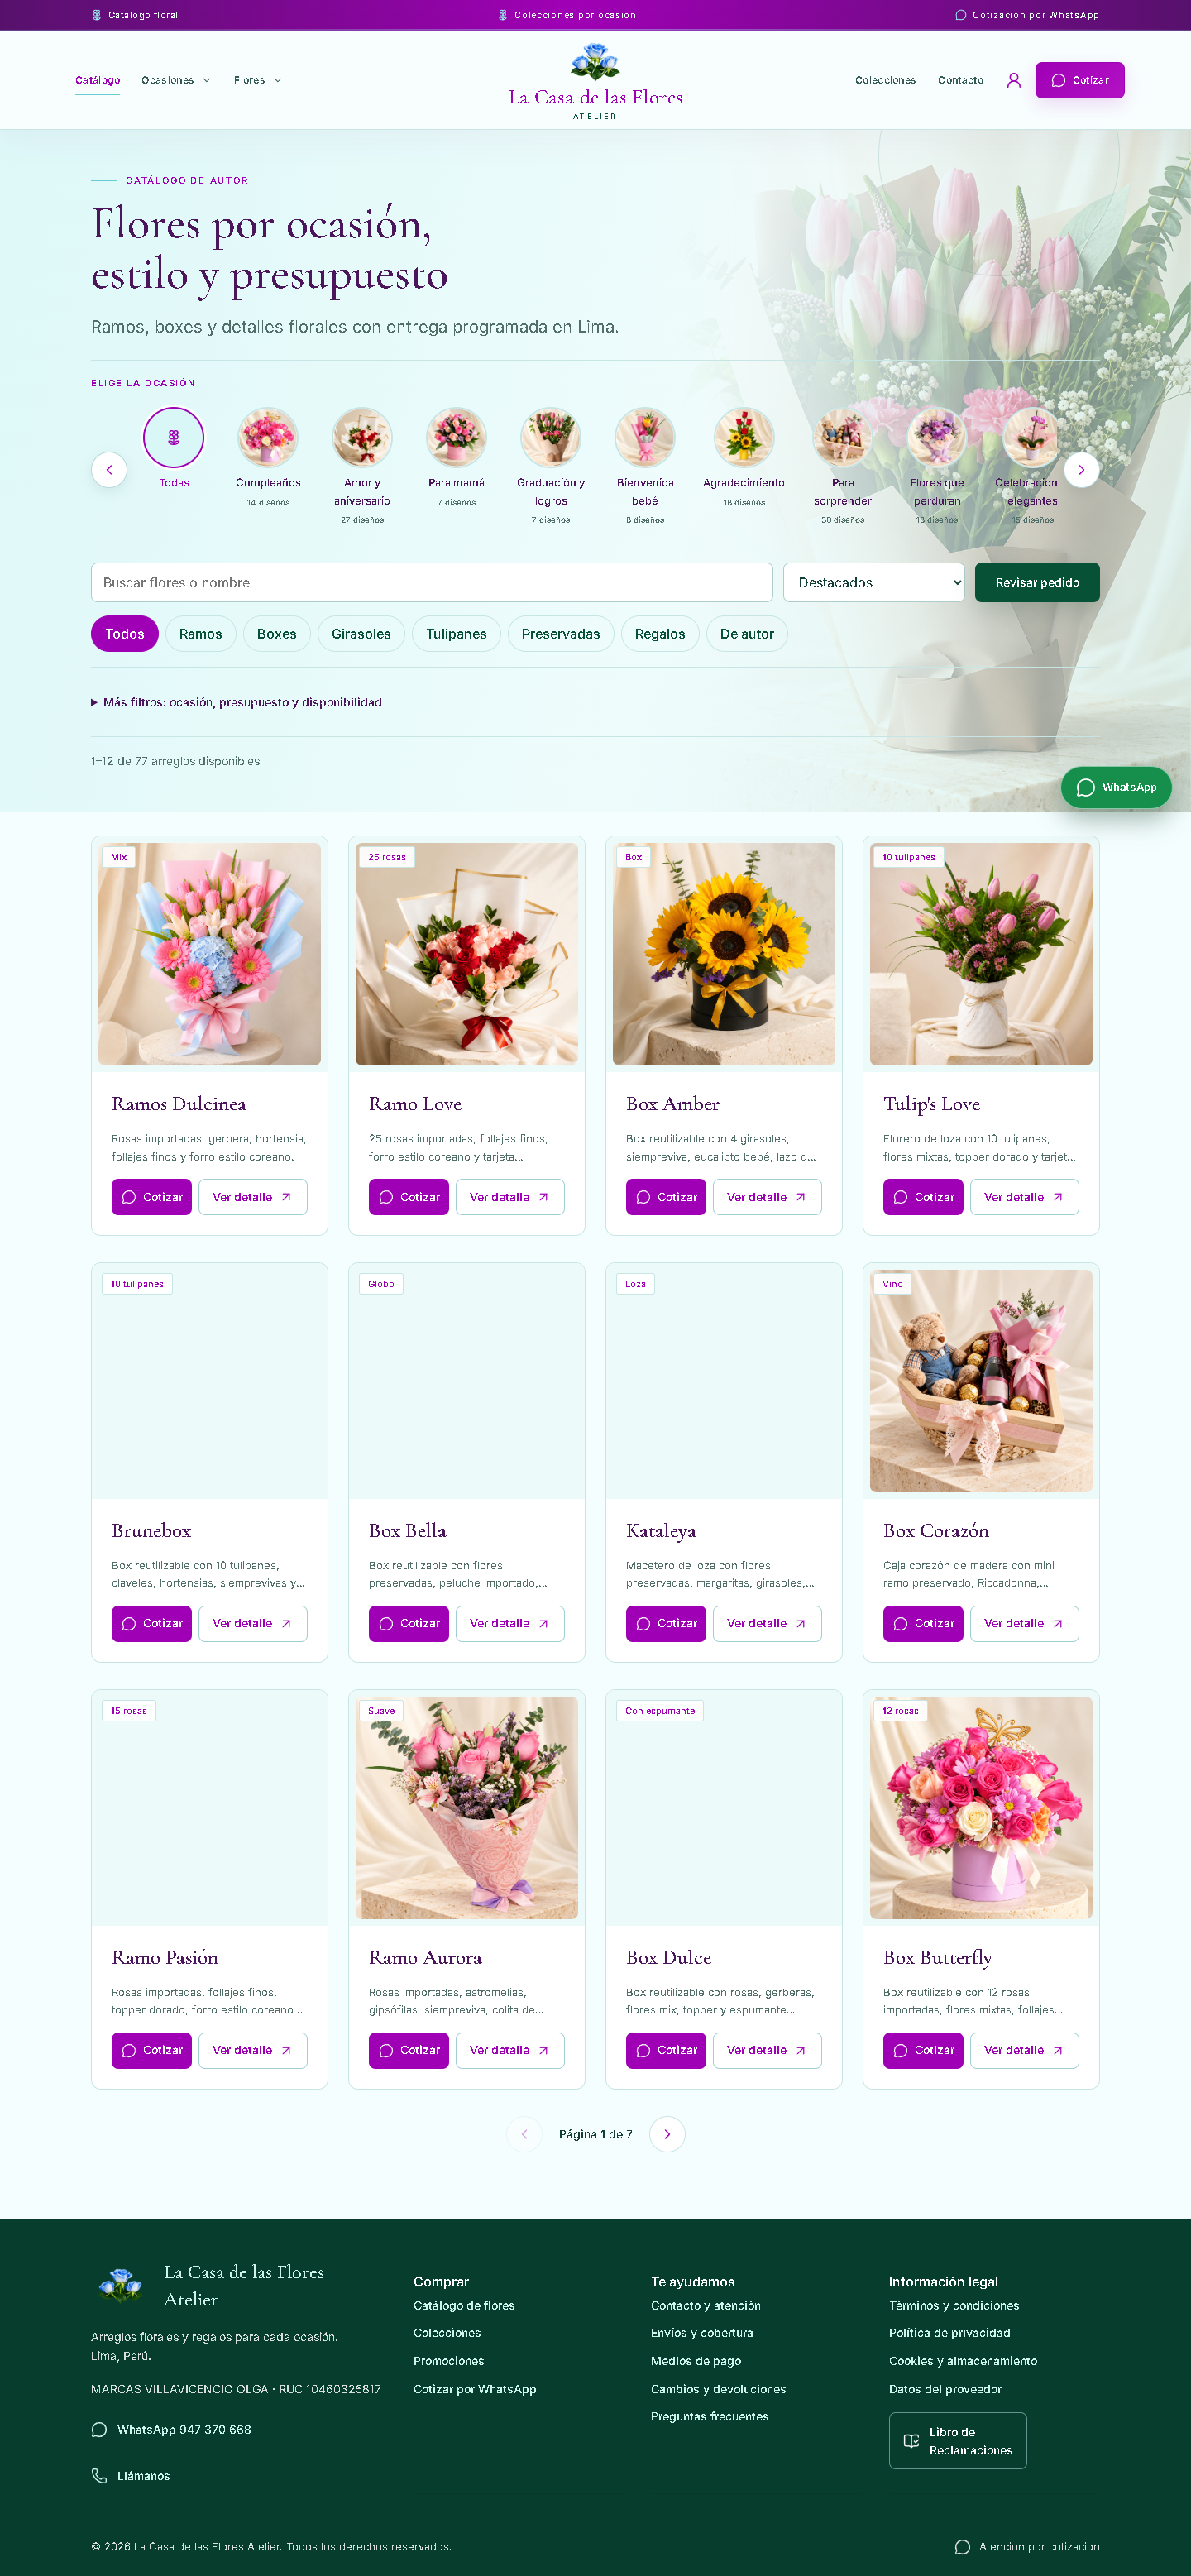 Catálogo floral
Colecciones por ocasión
Cotización por WhatsApp
Catálogo
Ocasiones
Flores
La Casa de las Flores
ATELIER
Colecciones
Contacto
Cotizar
CATÁLOGO DE AUTOR
Flores por ocasión,
estilo y presupuesto
Ramos, boxes y detalles florales con entrega programada en Lima.
ELIGE LA OCASIÓN
Todas
Cumpleaños
14 diseños
Amor y
aniversario
27 diseños
Para mamá
7 diseños
Graduación y
logros
7 diseños
Bienvenida
bebé
8 diseños
Agradecimiento
18 diseños
Para
sorprender
30 diseños
Flores que
perduran
13 diseños
Celebracion
elegantes
15 diseños
Buscar flores o nombre
Destacados
Revisar pedido
Todos
Ramos
Boxes
Girasoles
Tulipanes
Preservadas
Regalos
De autor
Más filtros: ocasión, presupuesto y disponibilidad
1–12 de 77 arreglos disponibles
WhatsApp
Mix
Ramos Dulcinea
Rosas importadas, gerbera, hortensia,
follajes finos y forro estilo coreano.
Cotizar
Ver detalle
25 rosas
Ramo Love
25 rosas importadas, follajes finos,
forro estilo coreano y tarjeta...
Cotizar
Ver detalle
Box
Box Amber
Box reutilizable con 4 girasoles,
siempreviva, eucalipto bebé, lazo d...
Cotizar
Ver detalle
10 tulipanes
Tulip's Love
Florero de loza con 10 tulipanes,
flores mixtas, topper dorado y tarjet...
Cotizar
Ver detalle
10 tulipanes
Brunebox
Box reutilizable con 10 tulipanes,
claveles, hortensias, siemprevivas y...
Cotizar
Ver detalle
Globo
Box Bella
Box reutilizable con flores
preservadas, peluche importado,...
Cotizar
Ver detalle
Loza
Kataleya
Macetero de loza con flores
preservadas, margaritas, girasoles,...
Cotizar
Ver detalle
Vino
Box Corazón
Caja corazón de madera con mini
ramo preservado, Riccadonna,...
Cotizar
Ver detalle
15 rosas
Ramo Pasión
Rosas importadas, follajes finos,
topper dorado, forro estilo coreano ...
Cotizar
Ver detalle
Suave
Ramo Aurora
Rosas importadas, astromelias,
gipsófilas, siempreviva, colita de...
Cotizar
Ver detalle
Con espumante
Box Dulce
Box reutilizable con rosas, gerberas,
flores mix, topper y espumante...
Cotizar
Ver detalle
12 rosas
Box Butterfly
Box reutilizable con 12 rosas
importadas, flores mixtas, follajes...
Cotizar
Ver detalle
Página 1 de 7
La Casa de las Flores
Atelier
Arreglos florales y regalos para cada ocasión.
Lima, Perú.
MARCAS VILLAVICENCIO OLGA · RUC 10460325817
WhatsApp 947 370 668
Llámanos
Comprar
Catálogo de flores
Colecciones
Promociones
Cotizar por WhatsApp
Te ayudamos
Contacto y atención
Envíos y cobertura
Medios de pago
Cambios y devoluciones
Preguntas frecuentes
Información legal
Términos y condiciones
Política de privacidad
Cookies y almacenamiento
Datos del proveedor
Libro de
Reclamaciones
© 2026 La Casa de las Flores Atelier. Todos los derechos reservados.
Atencion por cotizacion